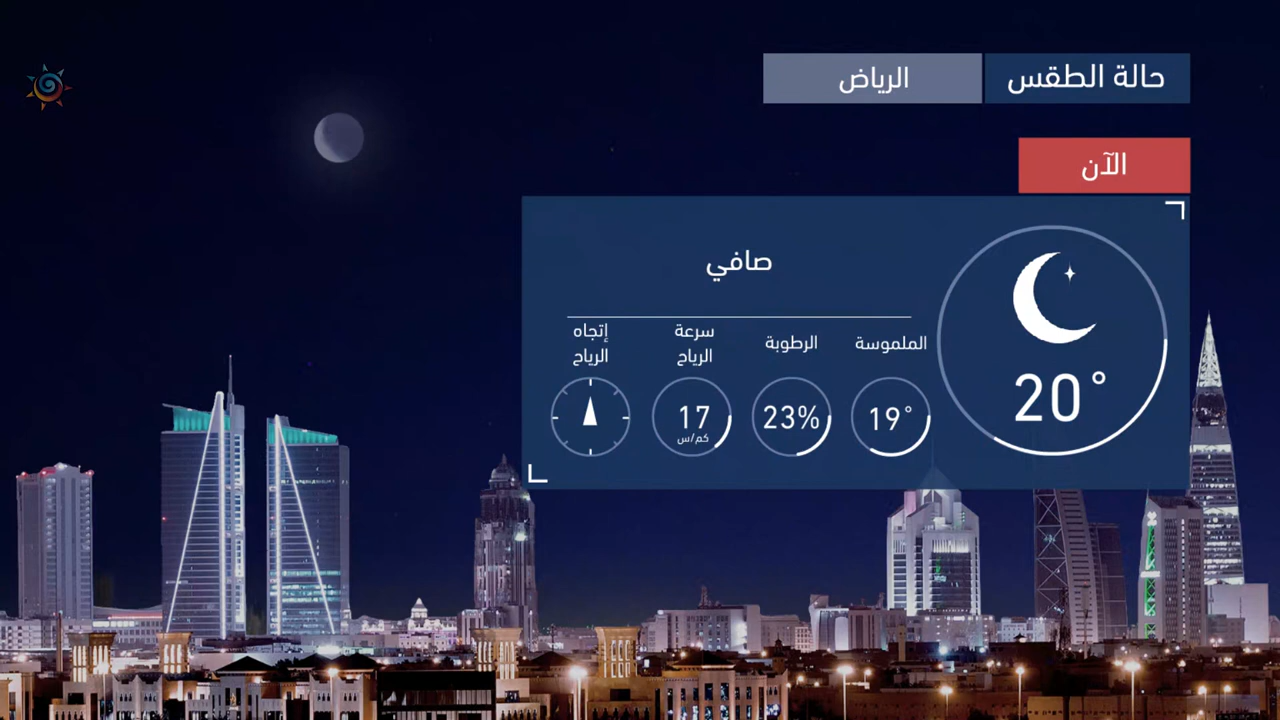 حالة الطقس
الرياض
الآن
صافي
20°
الملموسة
19°
الرطوبة
23%
سرعة
الرياح
17
كم/س
إتجاه
الرياح